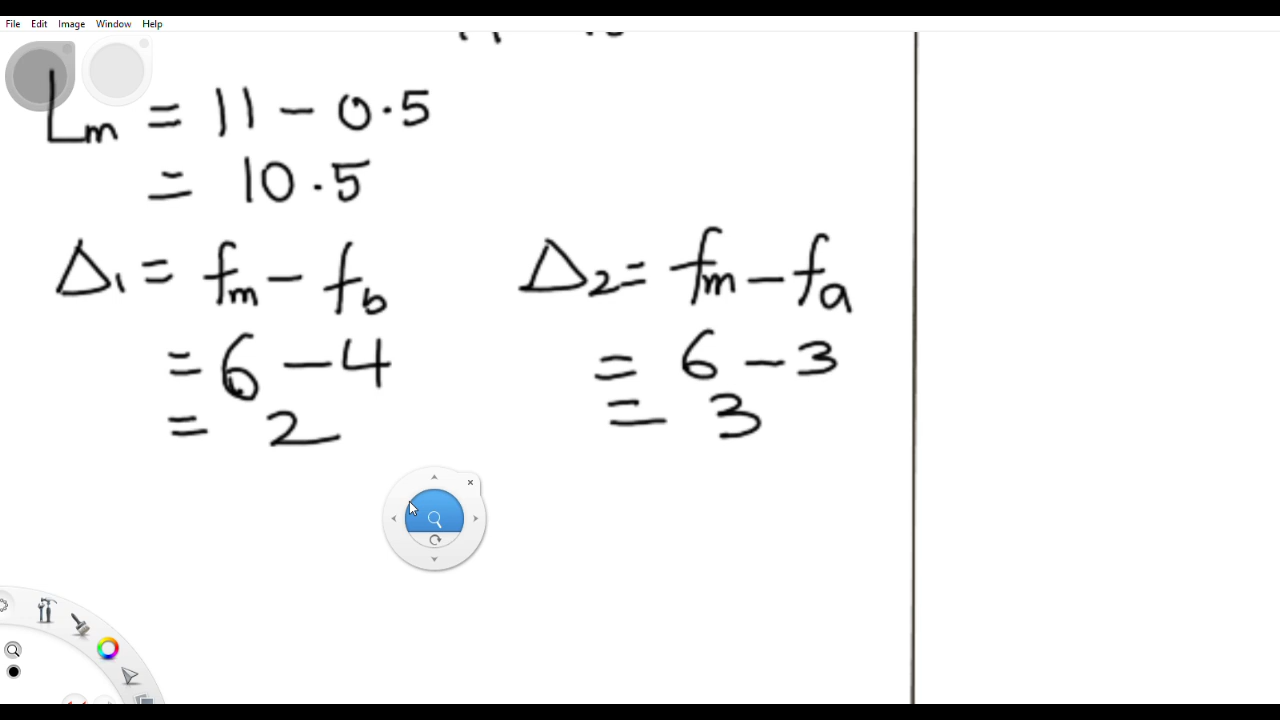 File Edit Image Window Help
Lm = 11 - 0.5
= 10.5
Δ1 = fm - fb
= 6 - 4
= 2
Δ2 = fm - fa
= 6 - 3
= 3